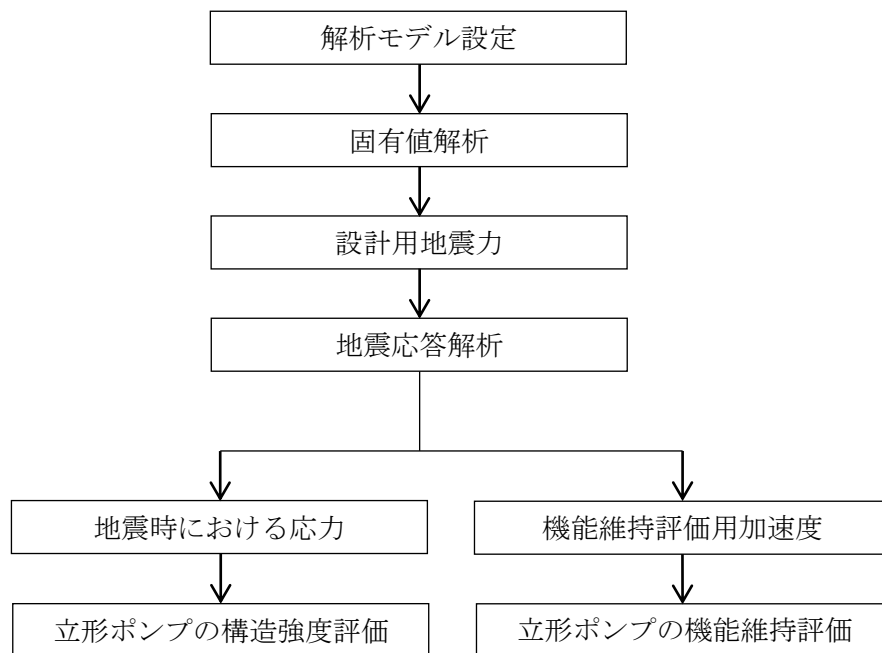 解析モデル設定
固有値解析
設計用地震力
地震応答解析
地震時における応力
機能維持評価用加速度
立形ポンプの構造強度評価
立形ポンプの機能維持評価